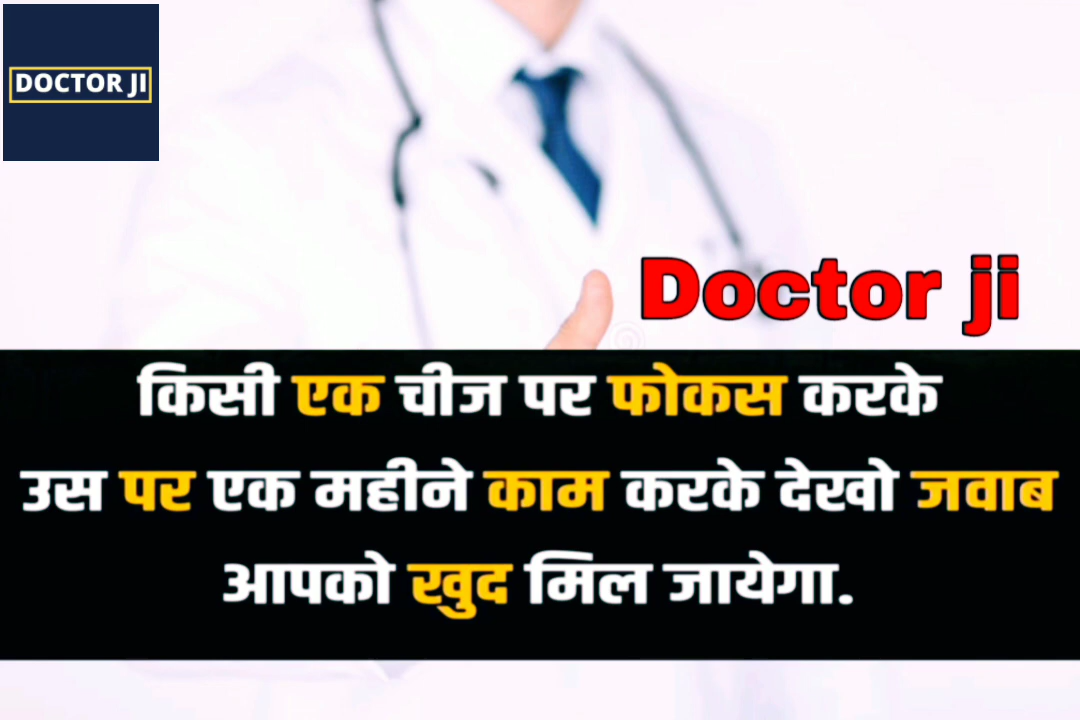 DOCTOR JI
Doctor ji
किसी एक चीज पर फोकस करके
उस पर एक महीने काम करके देखो जवाब
आपको खुद मिल जायेगा.